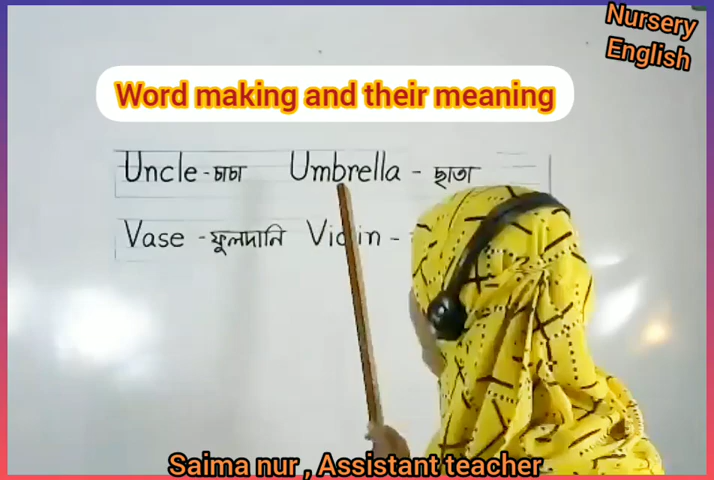 Nursery
English
Word making and their meaning
Uncle - চাচা Umbrella - ছাতা
Vase - ফুলদানি -
Saima nur , Assistant teacher